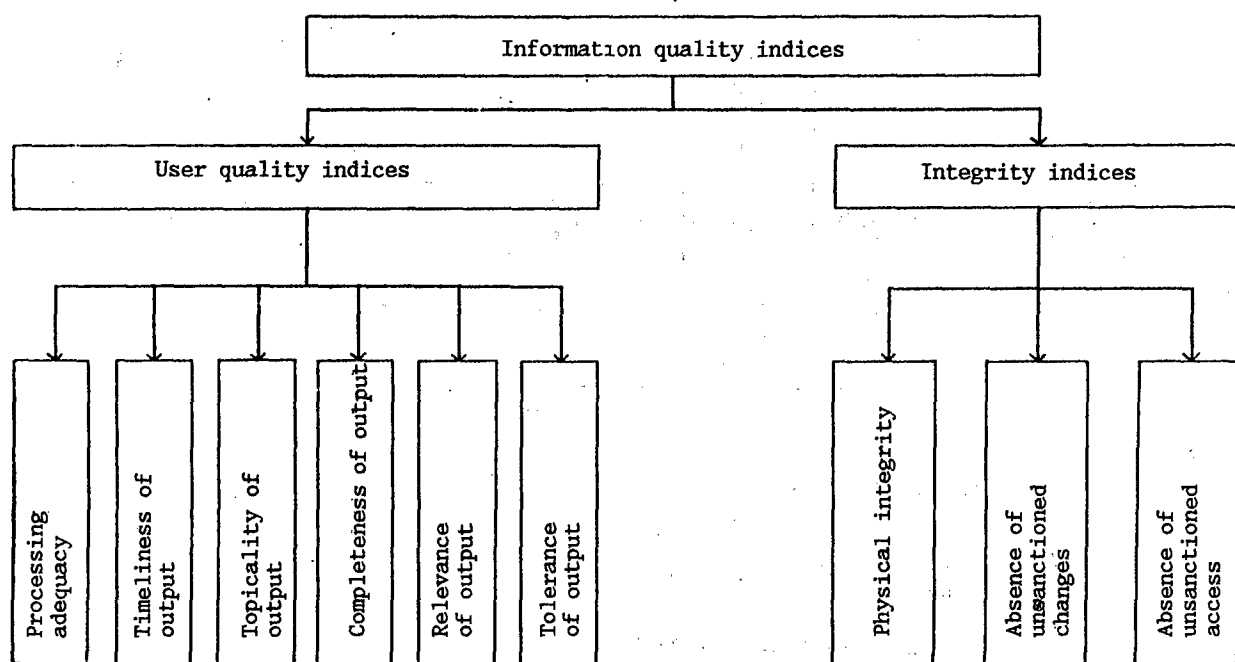 Information quality indices
User quality indices
Integrity indices
Processing
adequacy
Timeliness of
output
Topicality of
output
Completeness of output
Relevance
of output
Tolerance
of output
Physical integrity
Absence of
unsanctioned
changes
Absence of
unsanctioned
access